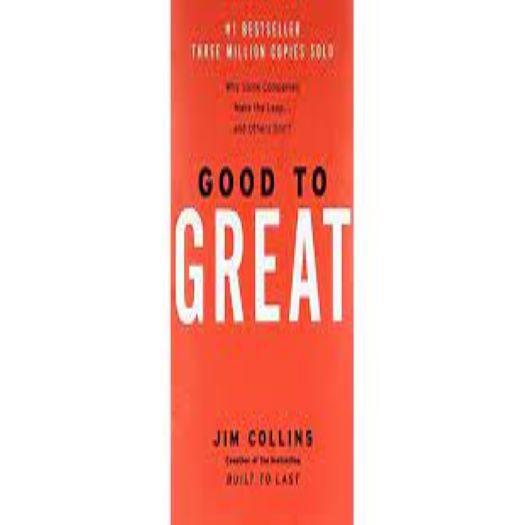 #1 BESTSELLER
THREE MILLION COPIES SOLD
Why Some Companies
Make the Leap...
and Others Don't
GOOD TO
GREAT
JIM COLLINS
Coauthor of the bestselling
BUILT TO LAST